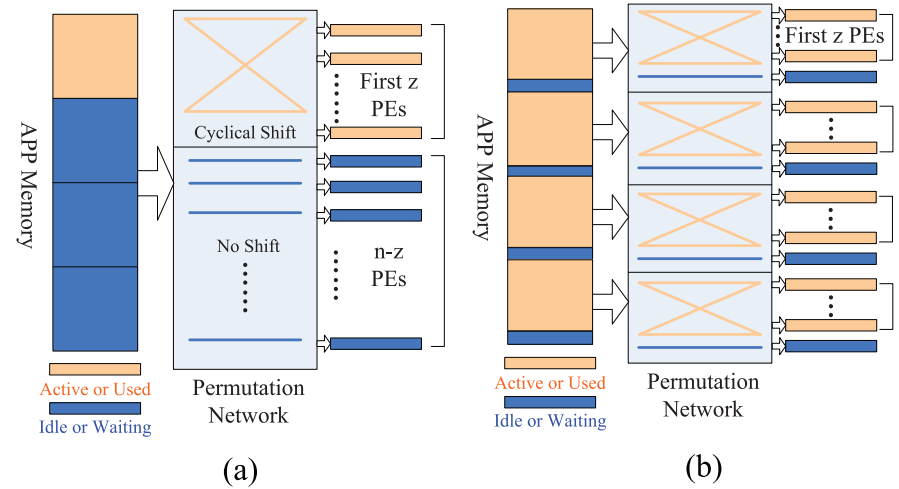 APP Memory
Cyclical Shift
No Shift
First z
PEs
n-z
PEs
Active or Used
Idle or Waiting
Permutation
Network
(a)
APP Memory
First z PEs
Active or Used
Idle or Waiting
Permutation
Network
(b)